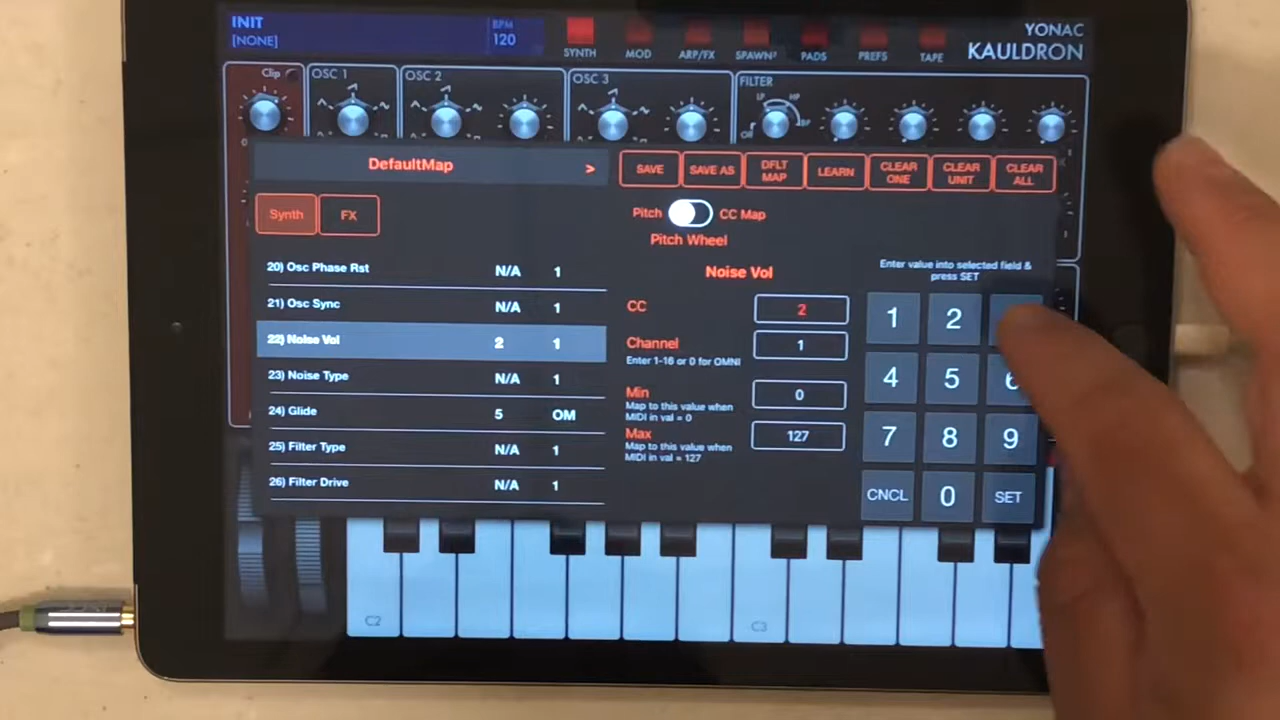 INIT
[NONE]
BPM
120
SYNTH
MOD
ARP/FX
SPAWN²
PADS
PREFS
TAPE
YONAC
KAULDRON
Clip
OSC 1
OSC 2
OSC 3
FILTER
LP
HP
BP
DefaultMap >
SAVE
SAVE AS
DFLT
MAP
LEARN
CLEAR
ONE
CLEAR
UNIT
CLEAR
ALL
Synth
FX
Pitch
CC Map
Pitch Wheel
20) Osc Phase Rst N/A 1
21) Osc Sync N/A 1
22) Noise Vol 2 1
23) Noise Type N/A 1
24) Glide 5 OM
25) Filter Type N/A 1
26) Filter Drive N/A 1
Noise Vol
CC 2
Channel 1
Enter 1-16 or 0 for OMNI
Min 0
Map to this value when
MIDI in val = 0
Max 127
Map to this value when
MIDI in val = 127
Enter value into selected field &
press SET
1 2
4 5 6
7 8 9
CNCL 0 SET
C2
C3